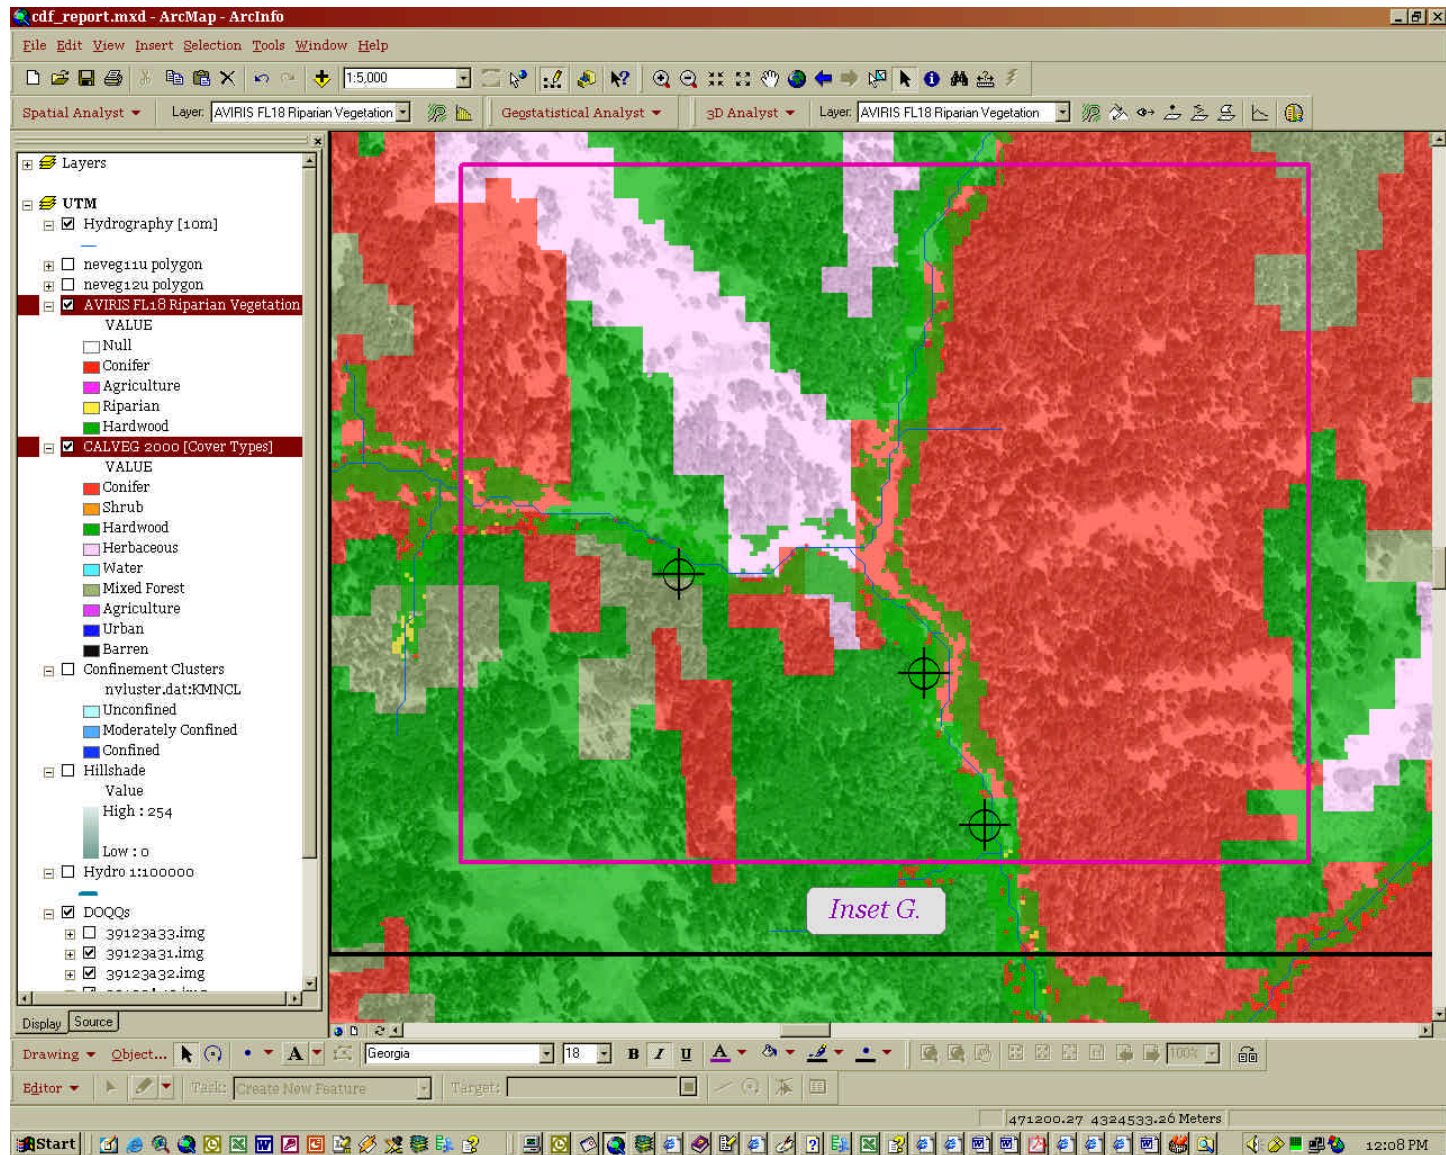 cdf_report.mxd - ArcMap - ArcInfo
File Edit View Insert Selection Tools Window Help
1:5,000
Spatial Analyst Layer: AVIRIS FL18 Riparian Vegetation Geostatistical Analyst 3D Analyst Layer: AVIRIS FL18 Riparian Vegetation
Layers
UTM
Hydrography [10m]
neveg11u polygon
neveg12u polygon
AVIRIS FL18 Riparian Vegetation
VALUE
Null
Conifer
Agriculture
Riparian
Hardwood
CALVEG 2000 [Cover Types]
VALUE
Conifer
Shrub
Hardwood
Herbaceous
Water
Mixed Forest
Agriculture
Urban
Barren
Confinement Clusters
nvluster.dat:KMNCL
Unconfined
Moderately Confined
Confined
Hillshade
Value
High : 254
Low : 0
Hydro 1:100000
DOQQs
39123a33.img
39123a31.img
39123a32.img
Inset G.
Display Source
Drawing Object... A Georgia 18 B I U A 100%
Editor Task: Create New Feature Target:
471200.27 4324533.26 Meters
Start 12:08 PM